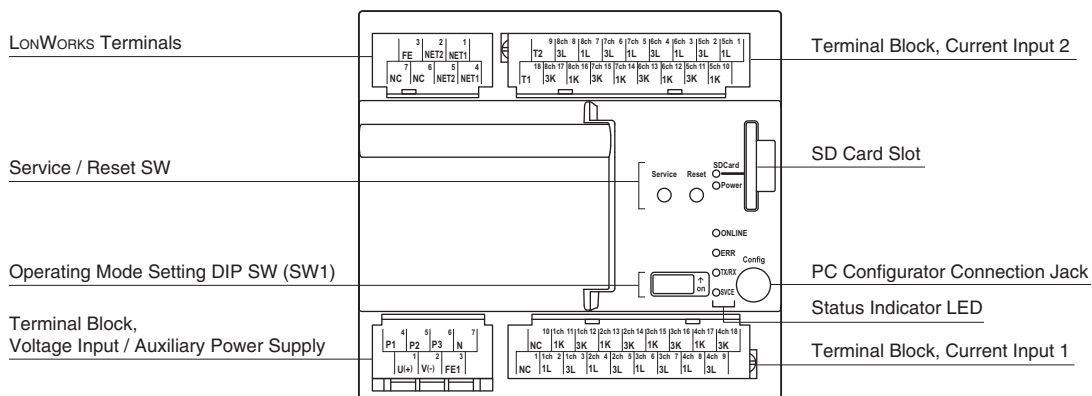 LonWorks Terminals
Service / Reset SW
Operating Mode Setting DIP SW (SW1)
Terminal Block,
Voltage Input / Auxiliary Power Supply
3 2 1
FE NET2 NET1
7 6 5 4
NC NC NET2 NET1
9 8ch 8 8ch 7 7ch 6 7ch 5 6ch 4 6ch 3 5ch 2 5ch 1
T2 3L 1L 3L 1L 3L 1L 3L 1L
18 8ch 17 8ch 16 7ch 15 7ch 14 6ch 13 6ch 12 5ch 11 5ch 10
T1 3K 1K 3K 1K 3K 1K 3K 1K
Service Reset SDCard
Power
ONLINE
ERR
Config
TX/RX
↑
on
SVCE
4 5 6 7
P1 P2 P3 N
1 2 3
U(+) V(-) FE1
10 1ch 11 1ch 12 2ch 13 2ch 14 3ch 15 3ch 16 4ch 17 4ch 18
NC 1K 3K 1K 3K 1K 3K 1K 3K
1 1ch 2 1ch 3 2ch 4 2ch 5 3ch 6 3ch 7 4ch 8 4ch 9
NC 1L 3L 1L 3L 1L 3L 1L 3L
Terminal Block, Current Input 2
SD Card Slot
PC Configurator Connection Jack
Status Indicator LED
Terminal Block, Current Input 1